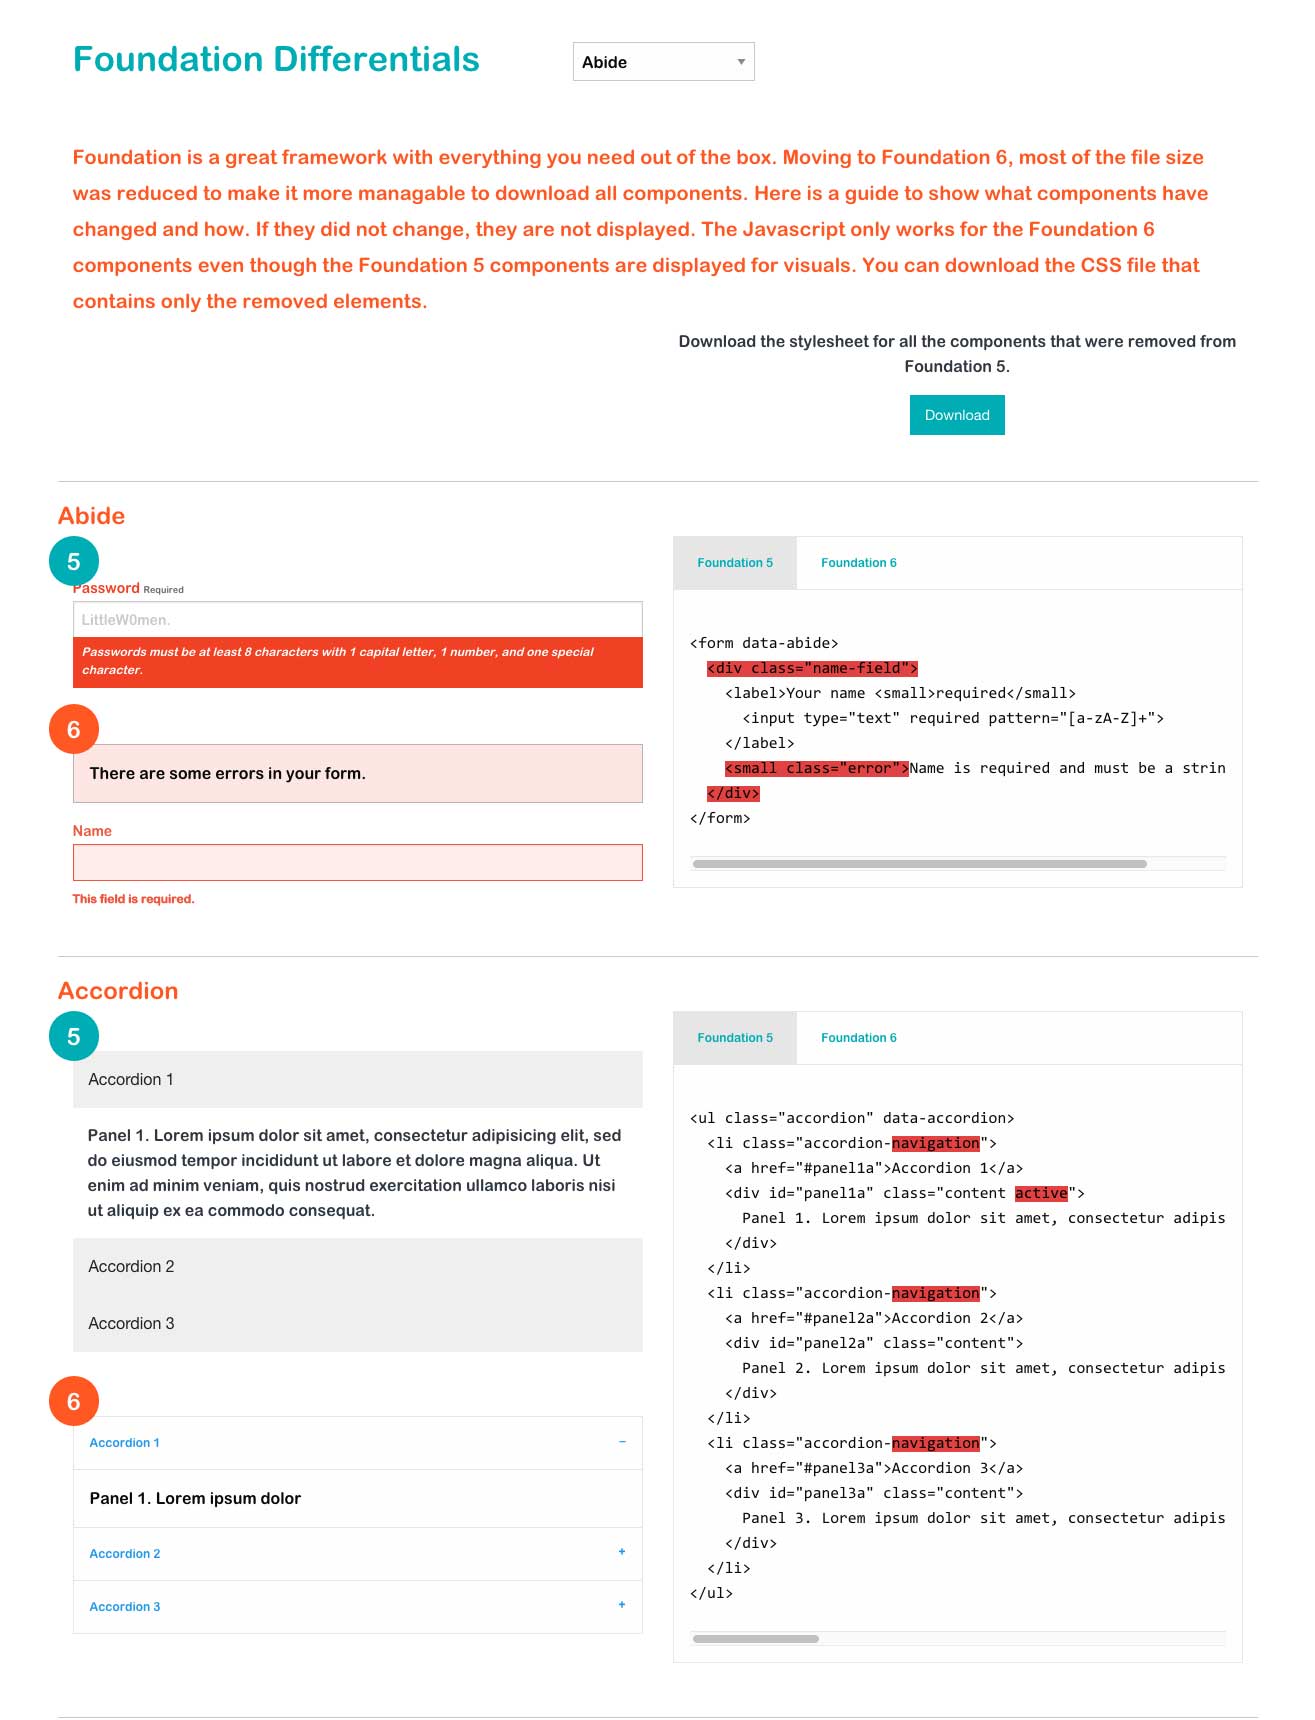 Foundation Differentials
Abide
Foundation is a great framework with everything you need out of the box. Moving to Foundation 6, most of the file size
was reduced to make it more managable to download all components. Here is a guide to show what components have
changed and how. If they did not change, they are not displayed. The Javascript only works for the Foundation 6
components even though the Foundation 5 components are displayed for visuals. You can download the CSS file that
contains only the removed elements.
Download the stylesheet for all the components that were removed from
Foundation 5.
Download
Abide
5
Password Required
LittleW0men.
Passwords must be at least 8 characters with 1 capital letter, 1 number, and one special
character.
6
There are some errors in your form.
Name
This field is required.
Foundation 5 Foundation 6
<form data-abide>
  <div class="name-field">
    <label>Your name <small>required</small>
      <input type="text" required pattern="[a-zA-Z]+">
    </label>
    <small class="error">Name is required and must be a strin
  </div>
</form>
Accordion
5
Accordion 1
Panel 1. Lorem ipsum dolor sit amet, consectetur adipisicing elit, sed
do eiusmod tempor incididunt ut labore et dolore magna aliqua. Ut
enim ad minim veniam, quis nostrud exercitation ullamco laboris nisi
ut aliquip ex ea commodo consequat.
Accordion 2
Accordion 3
6
Accordion 1 –
Panel 1. Lorem ipsum dolor
Accordion 2 +
Accordion 3 +
Foundation 5 Foundation 6
<ul class="accordion" data-accordion>
  <li class="accordion-navigation">
    <a href="#panel1a">Accordion 1</a>
    <div id="panel1a" class="content active">
      Panel 1. Lorem ipsum dolor sit amet, consectetur adipis
    </div>
  </li>
  <li class="accordion-navigation">
    <a href="#panel2a">Accordion 2</a>
    <div id="panel2a" class="content">
      Panel 2. Lorem ipsum dolor sit amet, consectetur adipis
    </div>
  </li>
  <li class="accordion-navigation">
    <a href="#panel3a">Accordion 3</a>
    <div id="panel3a" class="content">
      Panel 3. Lorem ipsum dolor sit amet, consectetur adipis
    </div>
  </li>
</ul>